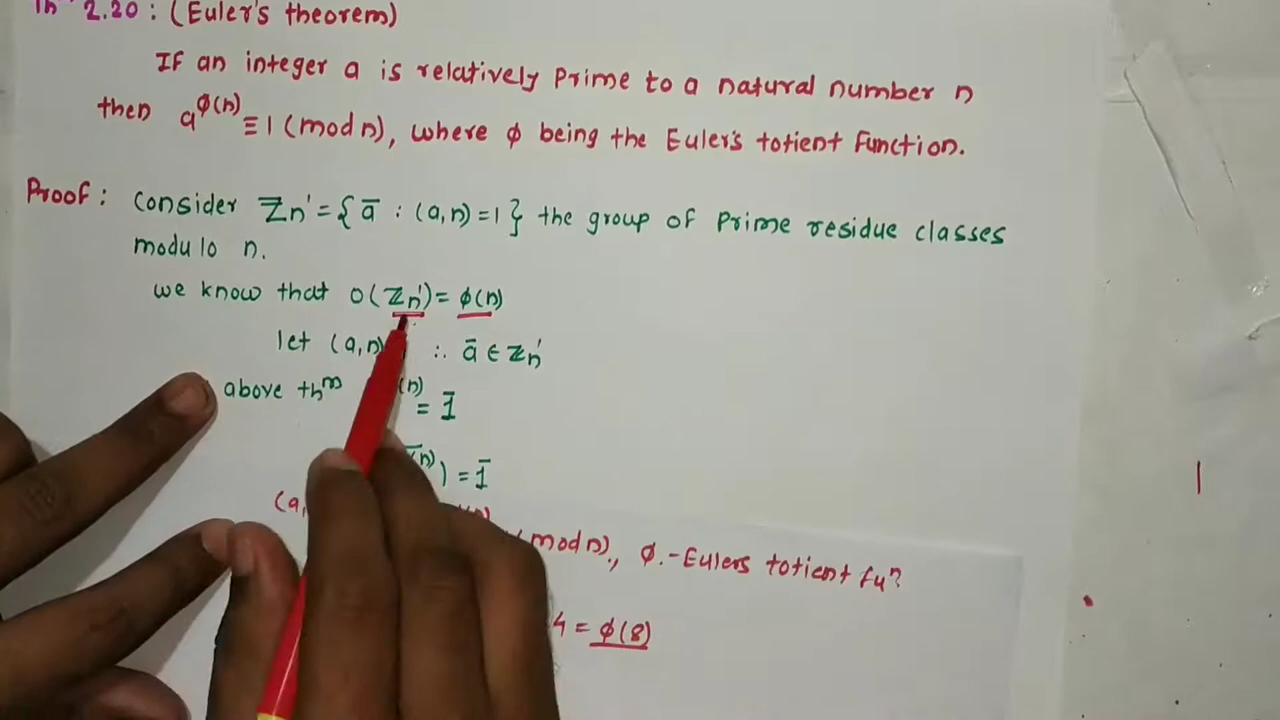 Th 2.20 : (Euler's theorem)
If an integer a is relatively Prime to a natural number n
then a^φ(n) ≡ 1 (mod n), where φ being the Euler's totient Function.
Proof : Consider Zn' = { a̅ : (a,n) = 1 } the group of Prime residue classes
modulo n.
we know that o(Zn') = φ(n)
let (a,n) ∴ a̅ ∈ Zn'
above thm (n) = 1̅
(n)) = 1̅
(a,
(mod n)., φ.-Eulers totient fun
4 = φ(8)